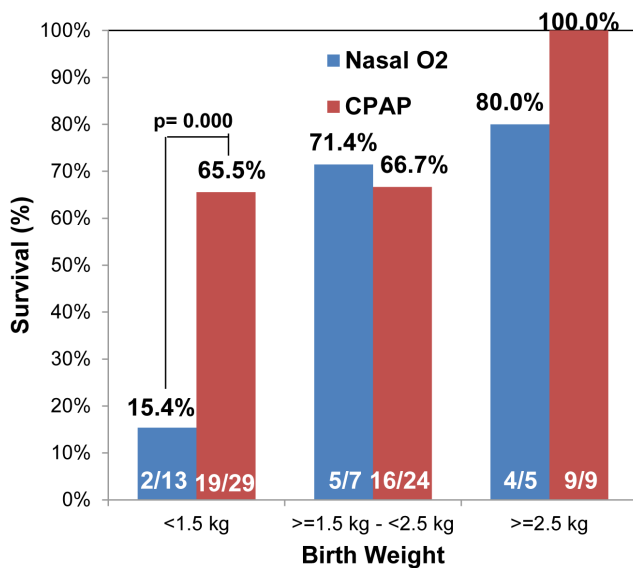 100.0%
100%
90%
80%
70%
60%
50%
40%
30%
20%
10%
0%
Survival (%)
Nasal O2
CPAP
p= 0.000
15.4%
65.5%
71.4%
66.7%
80.0%
2/13
19/29
5/7
16/24
4/5
9/9
<1.5 kg
>=1.5 kg - <2.5 kg
>=2.5 kg
Birth Weight